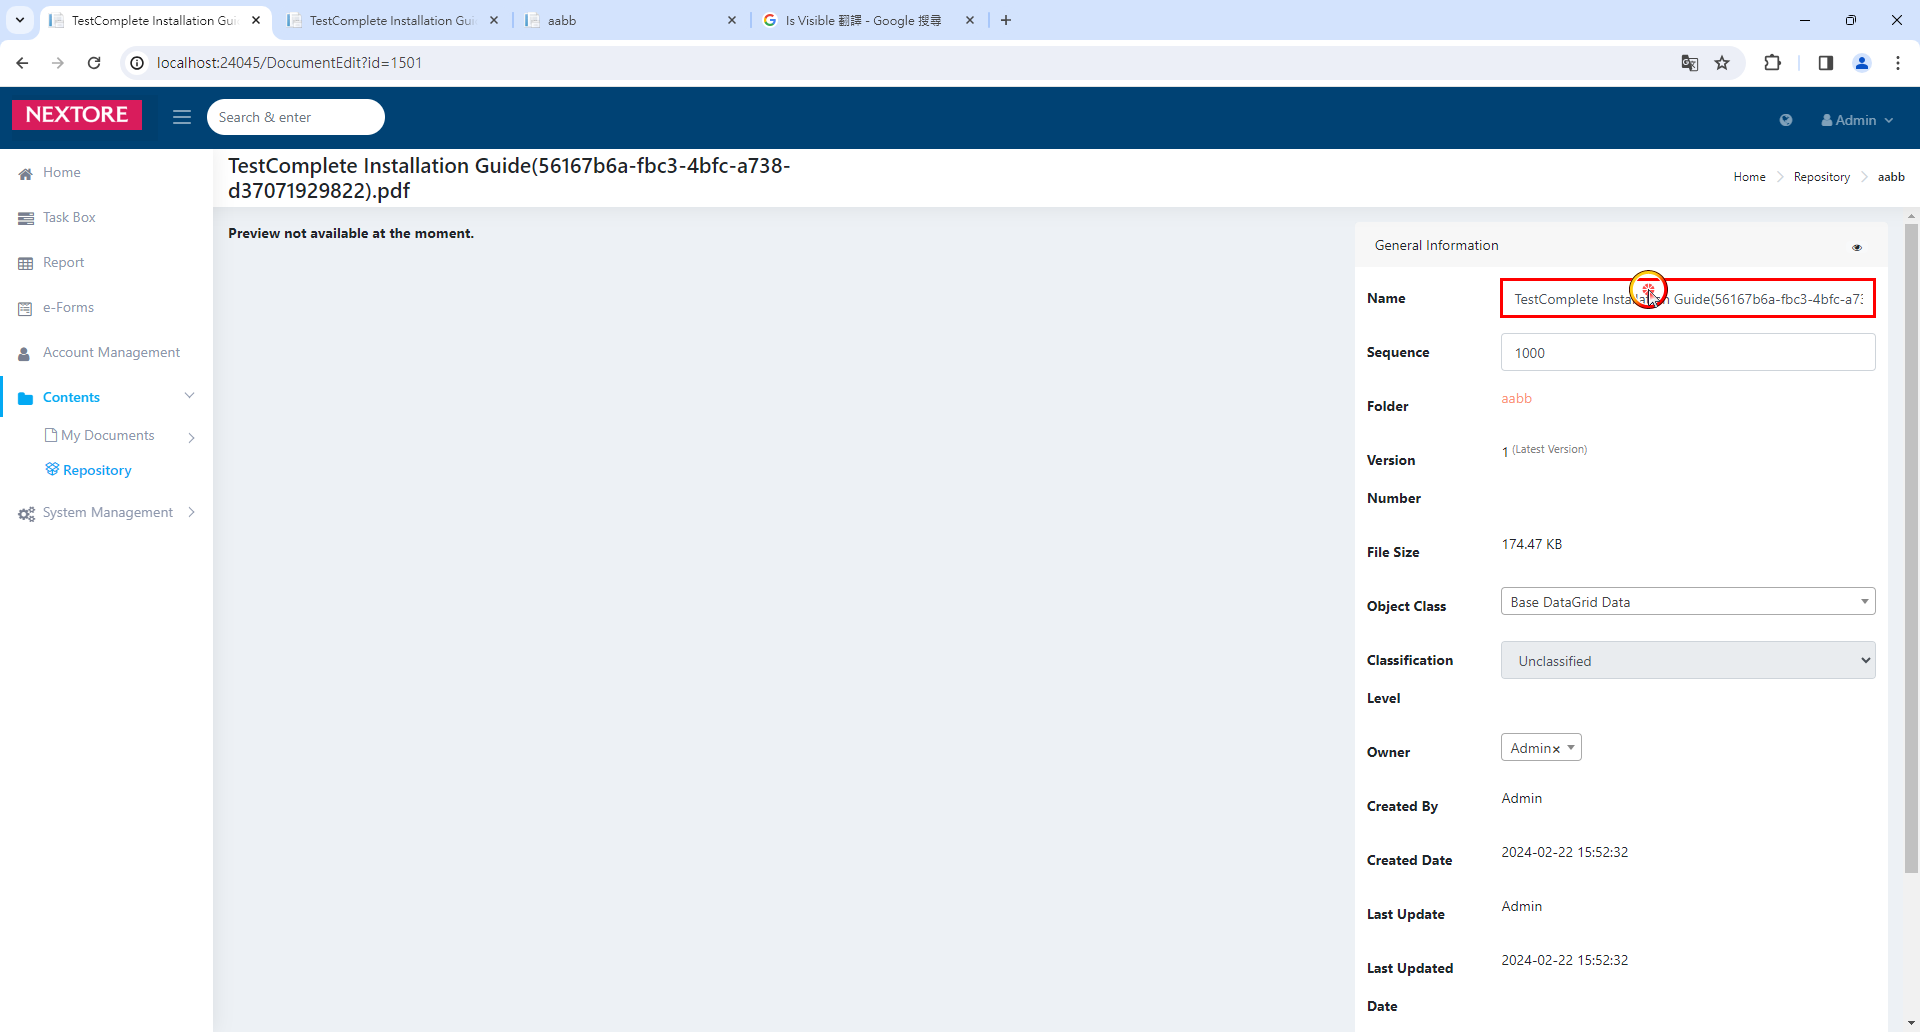 TestComplete Installation Gui
TestComplete Installation Gui
aabb
Is Visible 翻譯 - Google 搜尋
localhost:24045/DocumentEdit?id=1501
NEXTORE
Search & enter
Admin
Home
Task Box
Report
e-Forms
Account Management
Contents
My Documents
Repository
System Management
TestComplete Installation Guide(56167b6a-fbc3-4bfc-a738-
d37071929822).pdf
Home
Repository
aabb
Preview not available at the moment.
General Information
Name
TestComplete Installation Guide(56167b6a-fbc3-4bfc-a73
Sequence
1000
Folder
aabb
Version
Number
1 (Latest Version)
File Size
174.47 KB
Object Class
Base DataGrid Data
Classification
Level
Unclassified
Owner
Admin×
Created By
Admin
Created Date
2024-02-22 15:52:32
Last Update
Admin
Last Updated
Date
2024-02-22 15:52:32